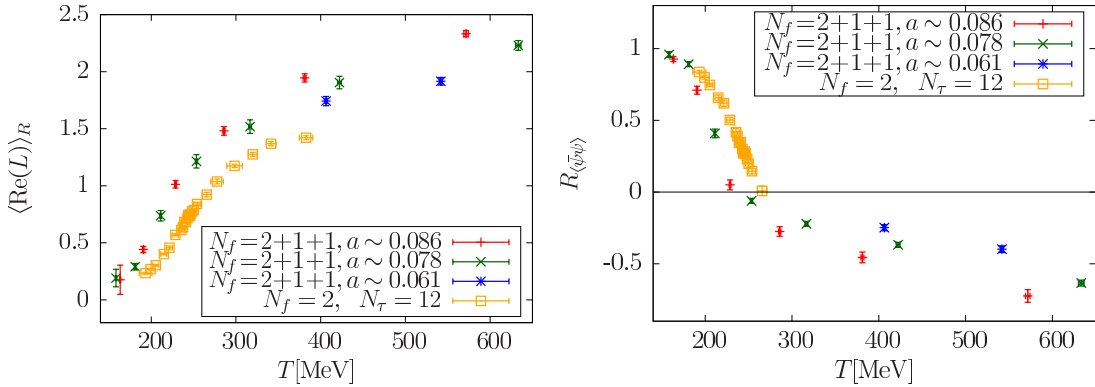 2.5
2
1.5
1
0.5
0
⟨Re(L)⟩_R
N_f=2+1+1, a∼0.086
N_f=2+1+1, a∼0.078
N_f=2+1+1, a∼0.061
N_f=2, N_τ=12
200 300 400 500 600
T[MeV]
1
0.5
0
-0.5
R_⟨ψ̄ψ⟩
N_f=2+1+1, a∼0.086
N_f=2+1+1, a∼0.078
N_f=2+1+1, a∼0.061
N_f=2, N_τ=12
200 300 400 500 600
T[MeV]